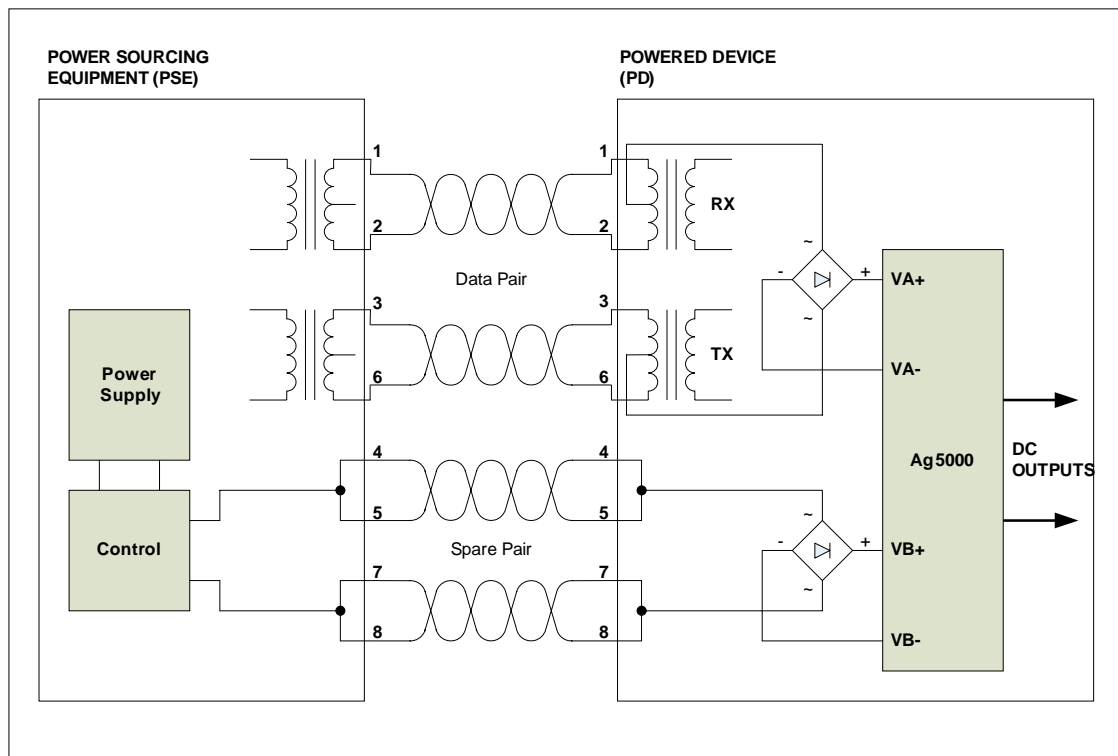 POWER SOURCING
EQUIPMENT (PSE)
POWERED DEVICE
(PD)
1
1
2
2
RX
~
-
+
~
VA+
VA-
Data Pair
3
3
6
6
TX
Power
Supply
Control
4
4
5
5
Spare Pair
7
7
8
8
~
-
+
~
VB+
VB-
Ag5000
DC
OUTPUTS